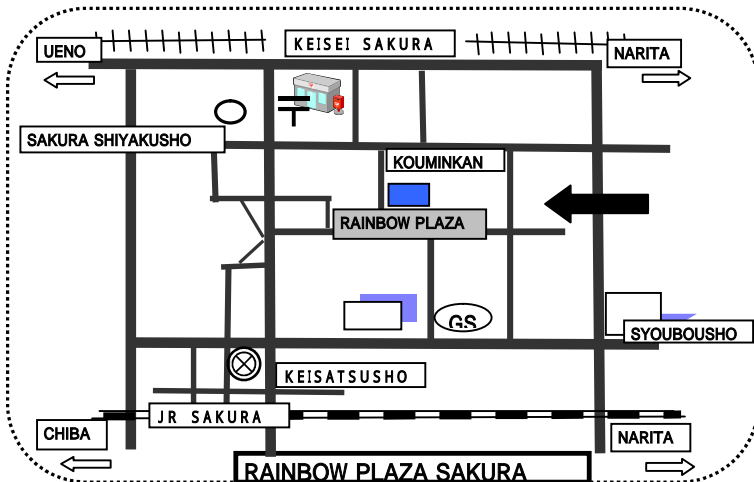 UENO
KEISEI SAKURA
NARITA
SAKURA SHIYAKUSHO
KOUMINKAN
RAINBOW PLAZA
GS
SYOUBOUSHO
KEISATSUSHO
JR SAKURA
CHIBA
NARITA
RAINBOW PLAZA SAKURA